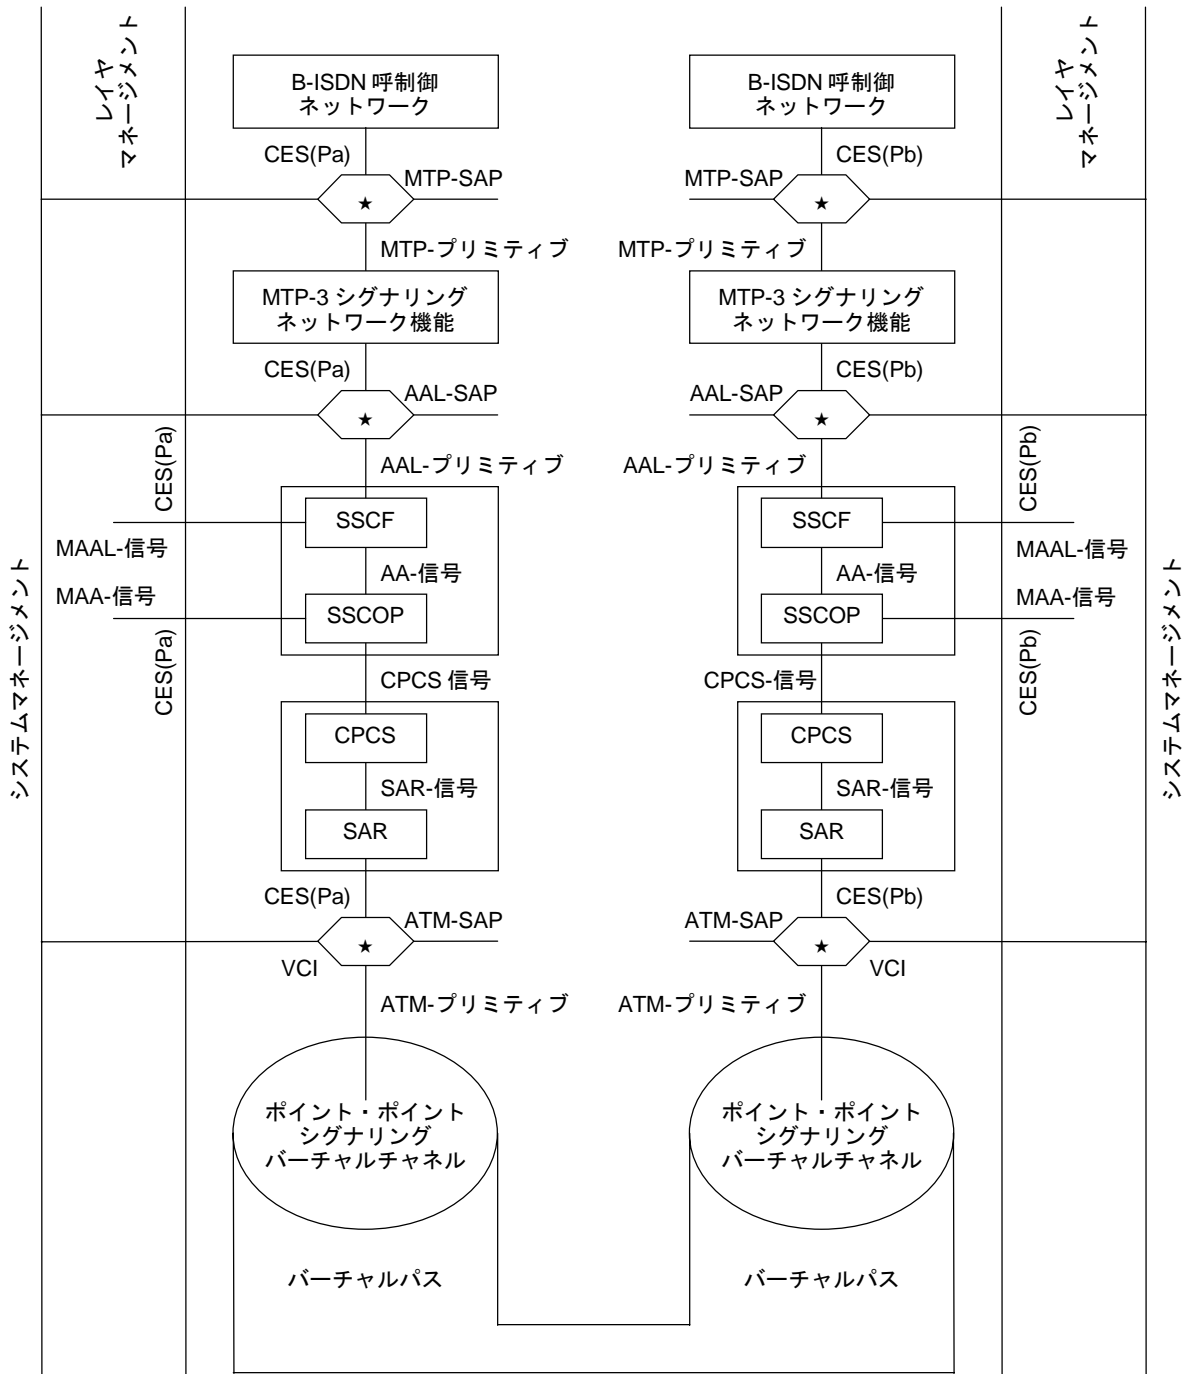 レイヤ
マネージメント
B-ISDN 呼制御
ネットワーク
B-ISDN 呼制御
ネットワーク
レイヤ
マネージメント
CES(Pa)
CES(Pb)
MTP-SAP
MTP-SAP
★
★
MTP-プリミティブ
MTP-プリミティブ
MTP-3 シグナリング
ネットワーク機能
MTP-3 シグナリング
ネットワーク機能
CES(Pa)
CES(Pb)
AAL-SAP
AAL-SAP
★
★
CES(Pa)
AAL-プリミティブ
AAL-プリミティブ
CES(Pb)
SSCF
SSCF
MAAL-信号
AA-信号
AA-信号
MAAL-信号
MAA-信号
MAA-信号
SSCOP
SSCOP
CES(Pa)
CES(Pb)
システムマネージメント
システムマネージメント
CPCS 信号
CPCS-信号
CPCS
CPCS
SAR-信号
SAR-信号
SAR
SAR
CES(Pa)
CES(Pb)
ATM-SAP
ATM-SAP
★
★
VCI
VCI
ATM-プリミティブ
ATM-プリミティブ
ポイント・ポイント
シグナリング
バーチャルチャネル
ポイント・ポイント
シグナリング
バーチャルチャネル
バーチャルパス
バーチャルパス